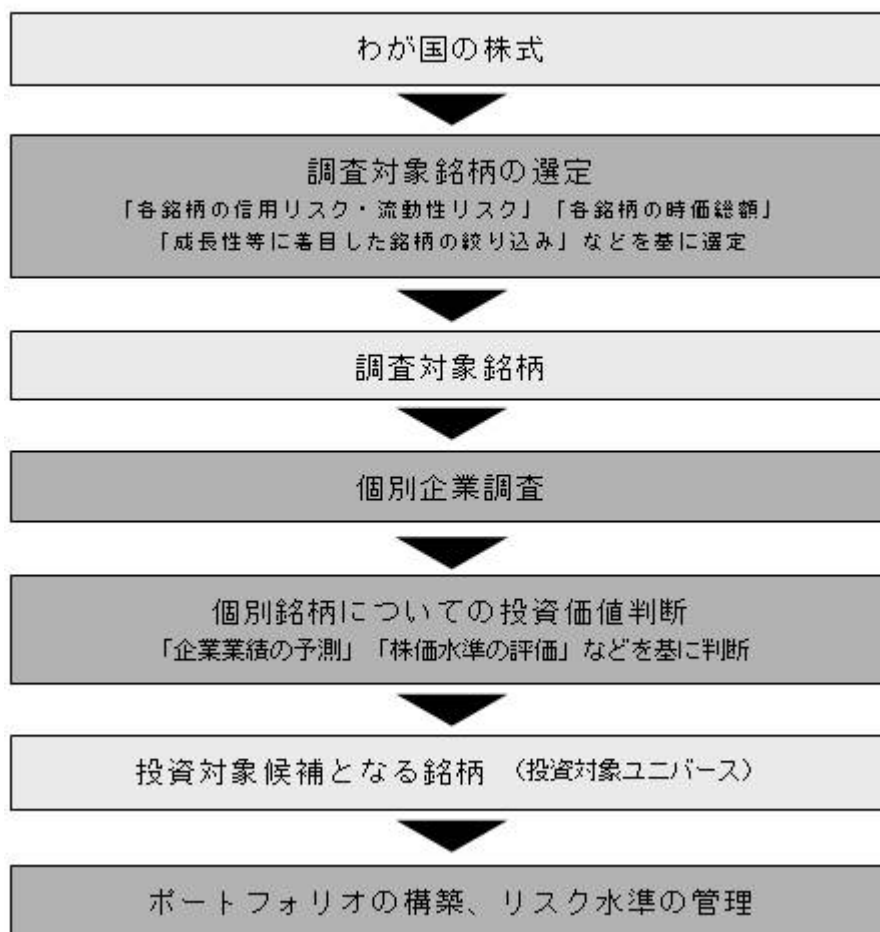 わが国の株式
調査対象銘柄の選定
「各銘柄の信用リスク・流動性リスク」「各銘柄の時価総額」
「成長性等に着目した銘柄の絞り込み」などを基に選定
調査対象銘柄
個別企業調査
個別銘柄についての投資価値判断
「企業業績の予測」「株価水準の評価」などを基に判断
投資対象候補となる銘柄 (投資対象ユニバース)
ポートフォリオの構築、リスク水準の管理